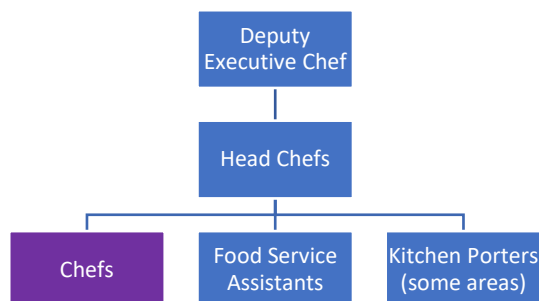 Deputy
Executive Chef
Head Chefs
Chefs
Food Service
Assistants
Kitchen Porters
(some areas)